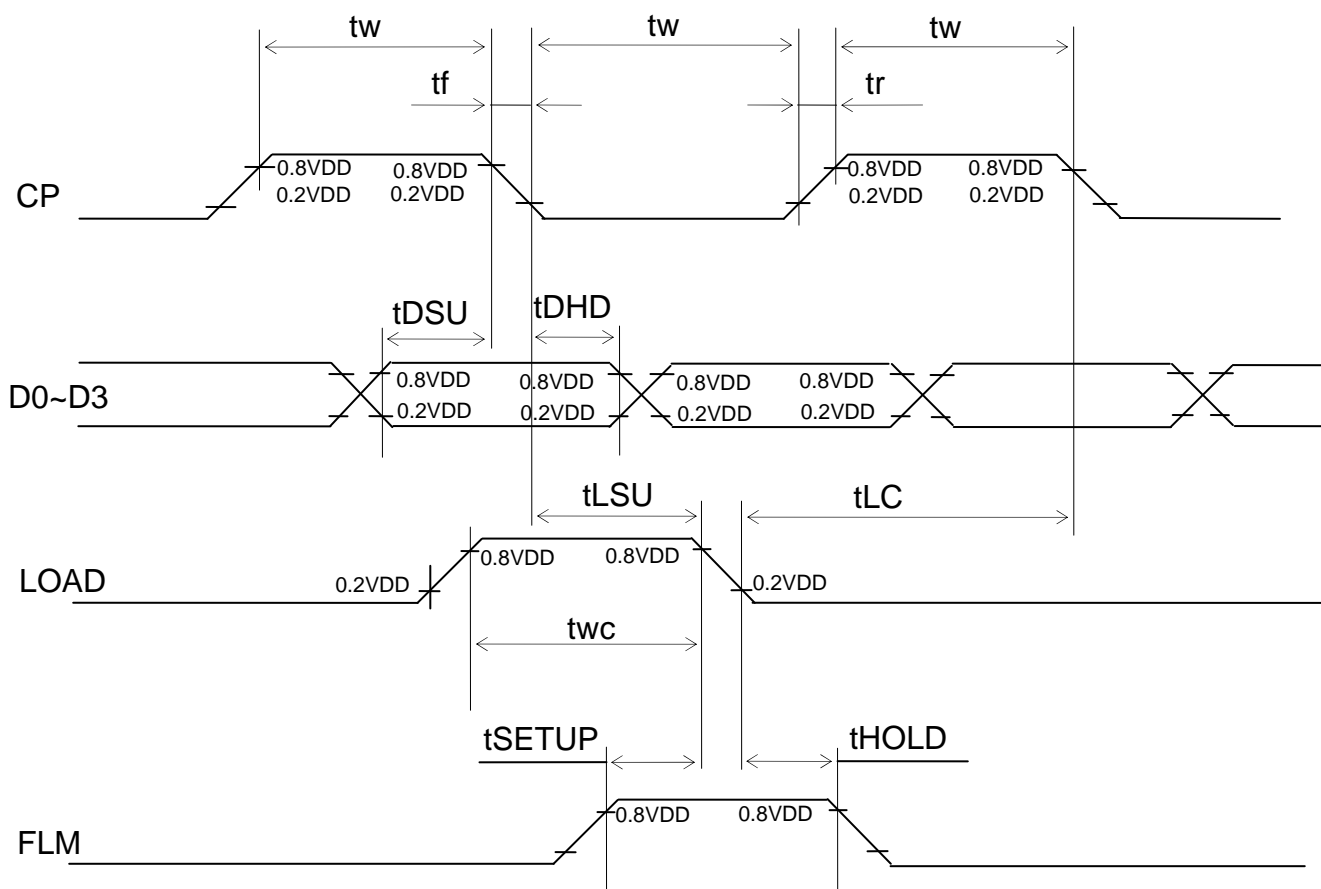 tw tw tw
tf tr
0.8VDD 0.8VDD 0.8VDD 0.8VDD
CP 0.2VDD 0.2VDD 0.2VDD 0.2VDD
tDSU tDHD
0.8VDD 0.8VDD 0.8VDD 0.8VDD
D0~D3 0.2VDD 0.2VDD 0.2VDD 0.2VDD
tLSU tLC
0.8VDD 0.8VDD
LOAD 0.2VDD 0.2VDD
twc
tSETUP tHOLD
0.8VDD 0.8VDD
FLM